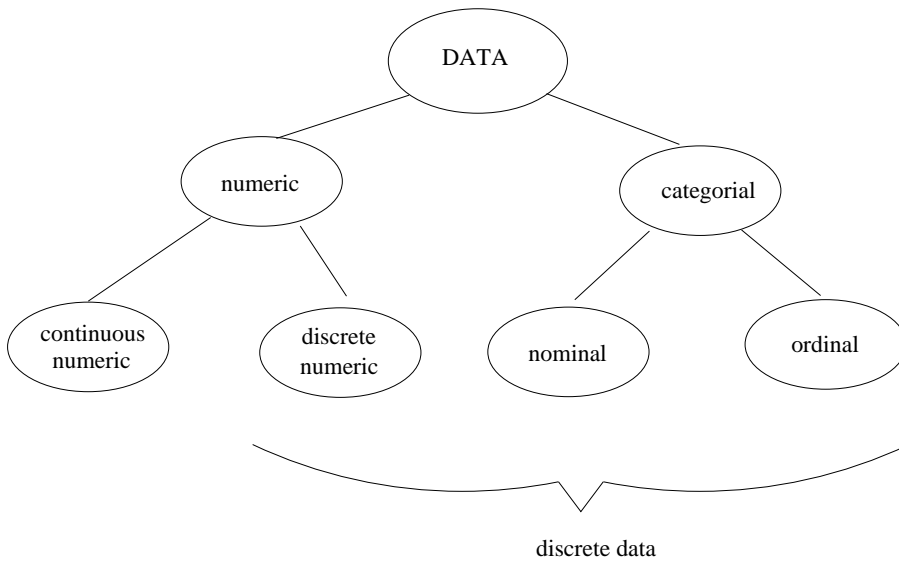 DATA
numeric
categorial
continuous
numeric
discrete
numeric
nominal
ordinal
discrete data